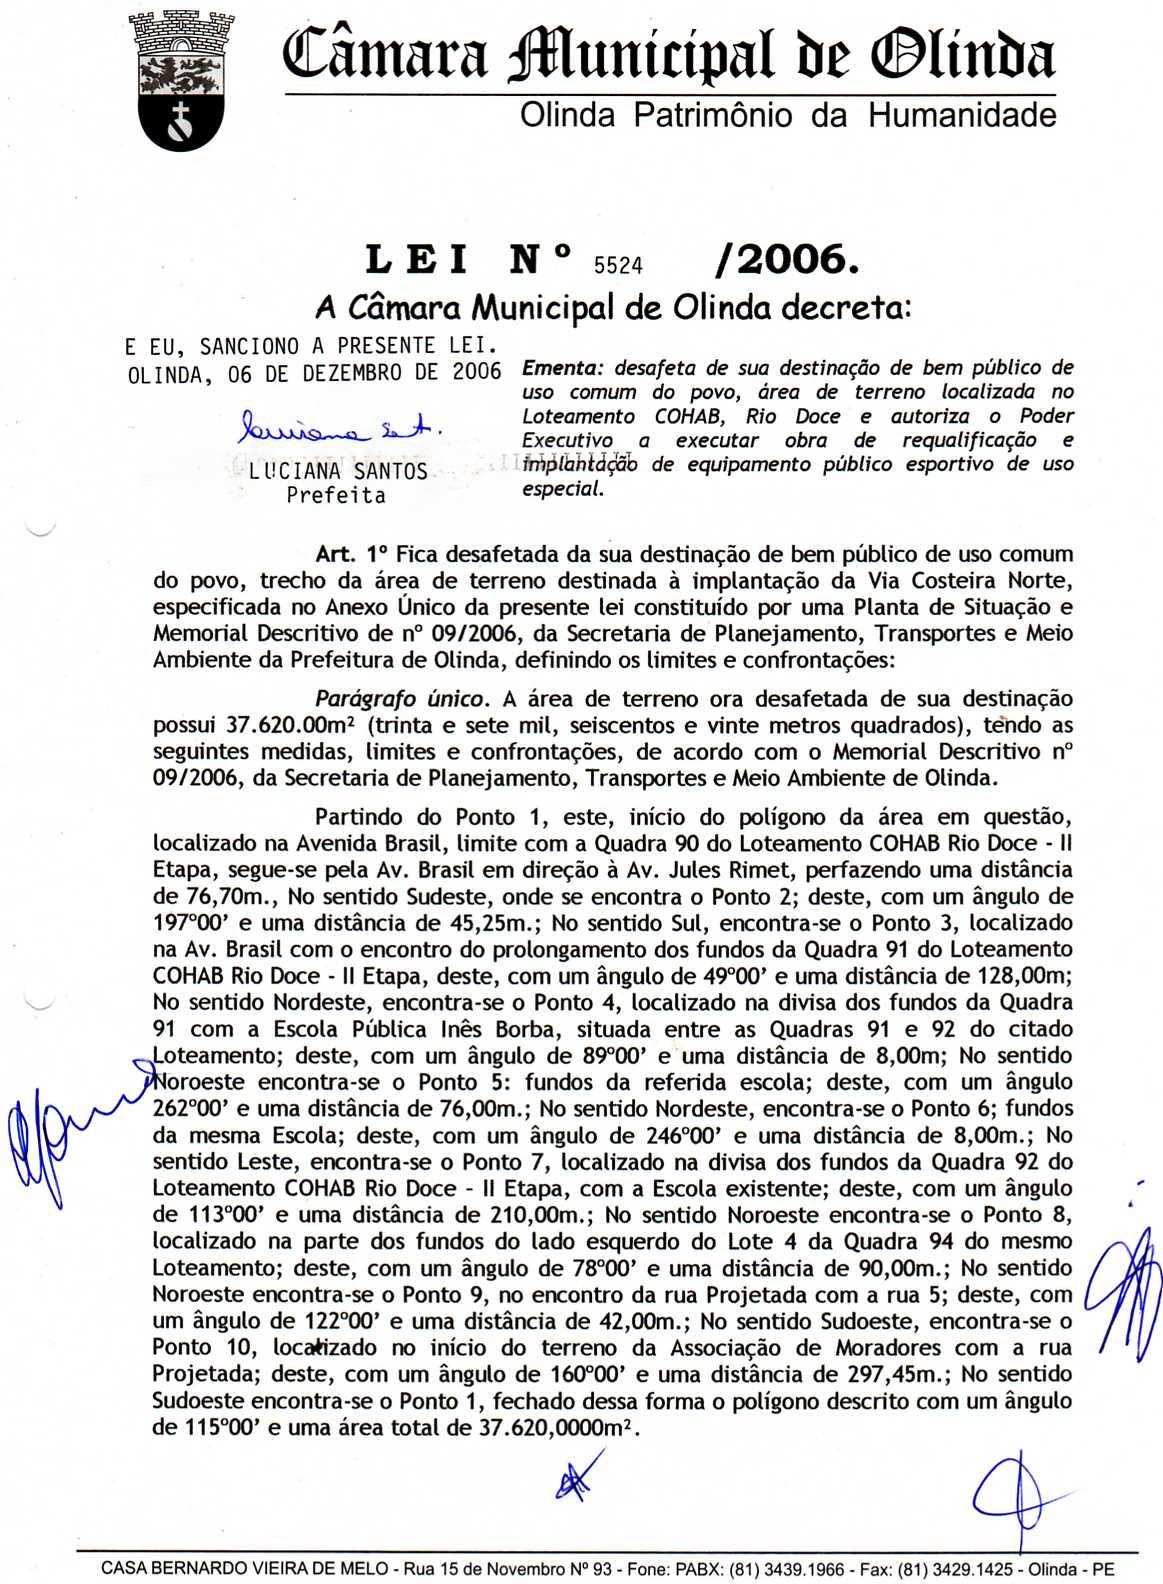 Câmara Municipal de Olinda
Olinda Patrimônio da Humanidade
LEI Nº 5524 /2006.
A Câmara Municipal de Olinda decreta:
E EU, SANCIONO A PRESENTE LEI.
OLINDA, 06 DE DEZEMBRO DE 2006
LUCIANA SANTOS
Prefeita
Ementa: desafeta de sua destinação de bem público de
uso comum do povo, área de terreno localizada no
Loteamento COHAB, Rio Doce e autoriza o Poder
Executivo a executar obra de requalificação e
implantação de equipamento público esportivo de uso
especial.
Art. 1º Fica desafetada da sua destinação de bem público de uso comum
do povo, trecho da área de terreno destinada à implantação da Via Costeira Norte,
especificada no Anexo Único da presente lei constituído por uma Planta de Situação e
Memorial Descritivo de nº 09/2006, da Secretaria de Planejamento, Transportes e Meio
Ambiente da Prefeitura de Olinda, definindo os limites e confrontações:
Parágrafo único. A área de terreno ora desafetada de sua destinação
possui 37.620.00m² (trinta e sete mil, seiscentos e vinte metros quadrados), tendo as
seguintes medidas, limites e confrontações, de acordo com o Memorial Descritivo nº
09/2006, da Secretaria de Planejamento, Transportes e Meio Ambiente de Olinda.
Partindo do Ponto 1, este, início do polígono da área em questão,
localizado na Avenida Brasil, limite com a Quadra 90 do Loteamento COHAB Rio Doce - II
Etapa, segue-se pela Av. Brasil em direção à Av. Jules Rimet, perfazendo uma distância
de 76,70m., No sentido Sudeste, onde se encontra o Ponto 2; deste, com um ângulo de
197º00' e uma distância de 45,25m.; No sentido Sul, encontra-se o Ponto 3, localizado
na Av. Brasil com o encontro do prolongamento dos fundos da Quadra 91 do Loteamento
COHAB Rio Doce - II Etapa, deste, com um ângulo de 49º00' e uma distância de 128,00m;
No sentido Nordeste, encontra-se o Ponto 4, localizado na divisa dos fundos da Quadra
91 com a Escola Pública Inês Borba, situada entre as Quadras 91 e 92 do citado
Loteamento; deste, com um ângulo de 89º00' e uma distância de 8,00m; No sentido
Noroeste encontra-se o Ponto 5: fundos da referida escola; deste, com um ângulo
262º00' e uma distância de 76,00m.; No sentido Nordeste, encontra-se o Ponto 6; fundos
da mesma Escola; deste, com um ângulo de 246º00' e uma distância de 8,00m.; No
sentido Leste, encontra-se o Ponto 7, localizado na divisa dos fundos da Quadra 92 do
Loteamento COHAB Rio Doce - II Etapa, com a Escola existente; deste, com um ângulo
de 113º00' e uma distância de 210,00m.; No sentido Noroeste encontra-se o Ponto 8,
localizado na parte dos fundos do lado esquerdo do Lote 4 da Quadra 94 do mesmo
Loteamento; deste, com um ângulo de 78º00' e uma distância de 90,00m.; No sentido
Noroeste encontra-se o Ponto 9, no encontro da rua Projetada com a rua 5; deste, com
um ângulo de 122º00' e uma distância de 42,00m.; No sentido Sudoeste, encontra-se o
Ponto 10, localizado no início do terreno da Associação de Moradores com a rua
Projetada; deste, com um ângulo de 160º00' e uma distância de 297,45m.; No sentido
Sudoeste encontra-se o Ponto 1, fechado dessa forma o polígono descrito com um ângulo
de 115º00' e uma área total de 37.620,0000m².
CASA BERNARDO VIEIRA DE MELO - Rua 15 de Novembro Nº 93 - Fone: PABX: (81) 3439.1966 - Fax: (81) 3429.1425 - Olinda - PE